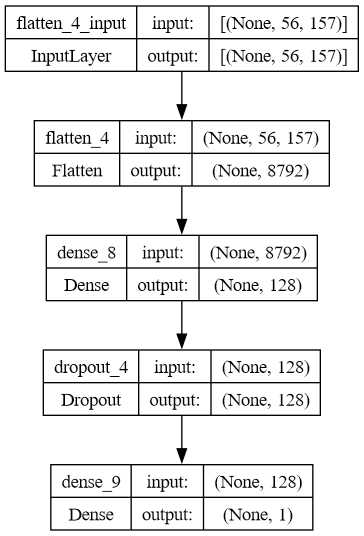 flatten_4_input input: [(None, 56, 157)]
InputLayer output: [(None, 56, 157)]
flatten_4 input: (None, 56, 157)
Flatten output: (None, 8792)
dense_8 input: (None, 8792)
Dense output: (None, 128)
dropout_4 input: (None, 128)
Dropout output: (None, 128)
dense_9 input: (None, 128)
Dense output: (None, 1)